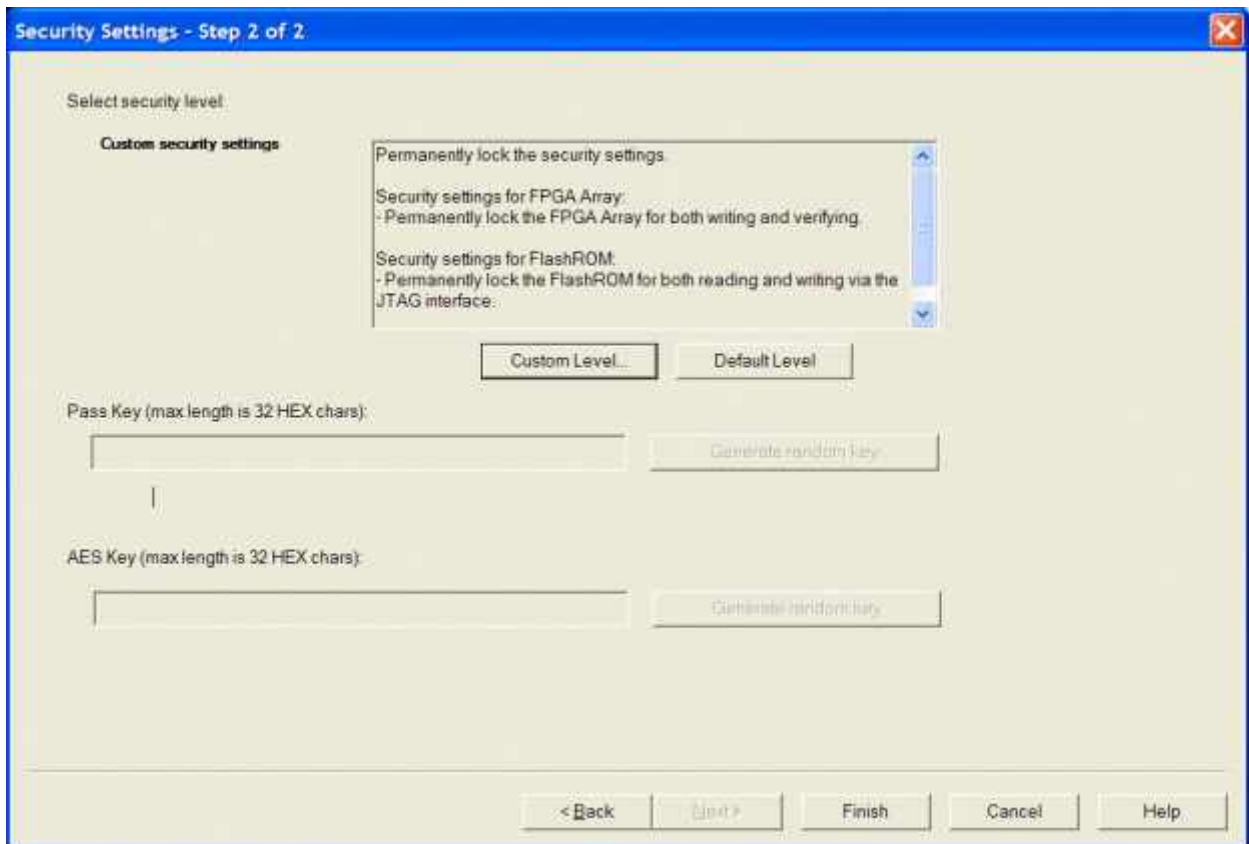 Security Settings - Step 2 of 2
Select security level:
Custom security settings
Permanently lock the security settings.
Security settings for FPGA Array:
- Permanently lock the FPGA Array for both writing and verifying.
Security settings for FlashROM:
- Permanently lock the FlashROM for both reading and writing via the
JTAG interface.
Custom Level...
Default Level
Pass Key (max length is 32 HEX chars):
Generate random key
AES Key (max length is 32 HEX chars):
Generate random key
< Back
Next >
Finish
Cancel
Help